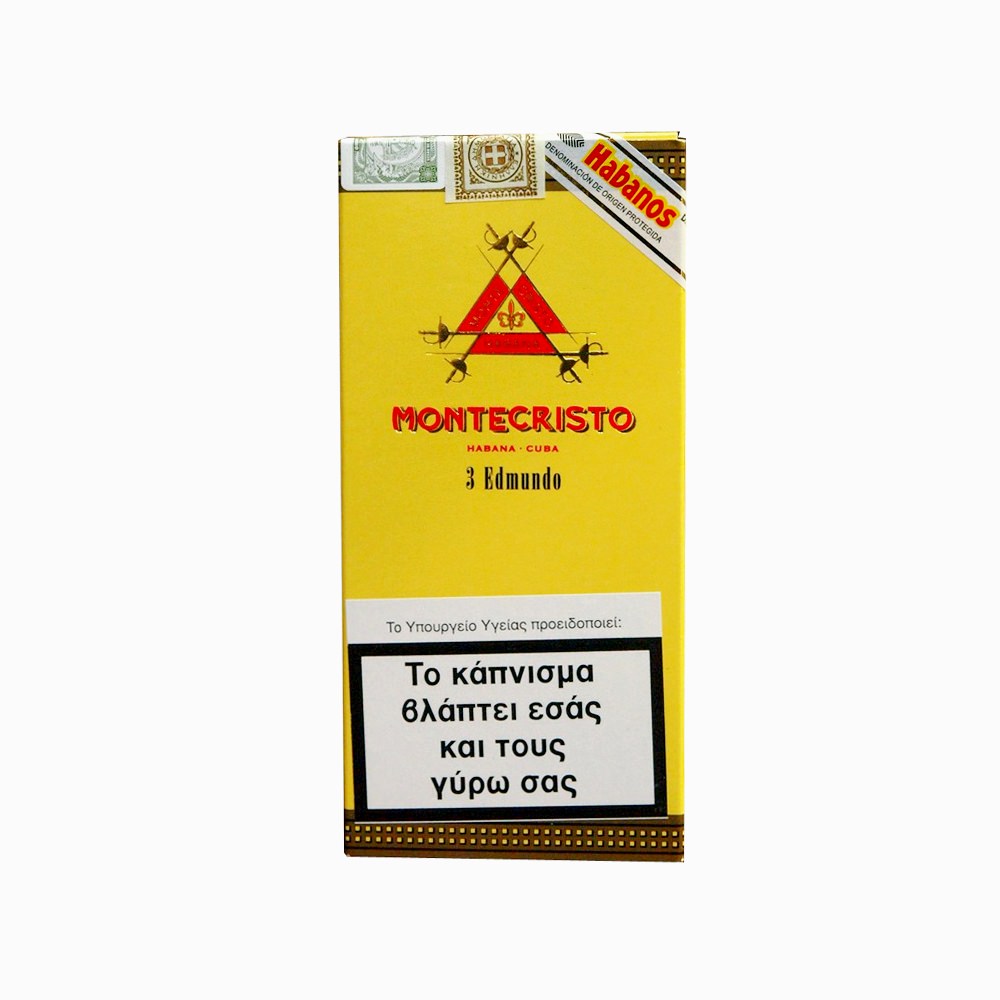 Habanos
DENOMINACIÓN DE ORIGEN PROTEGIDA
MONTECRISTO
HABANA · CUBA
3 Edmundo
Το Υπουργείο Υγείας προειδοποιεί:
Το κάπνισμα
βλάπτει εσάς
και τους
γύρω σας